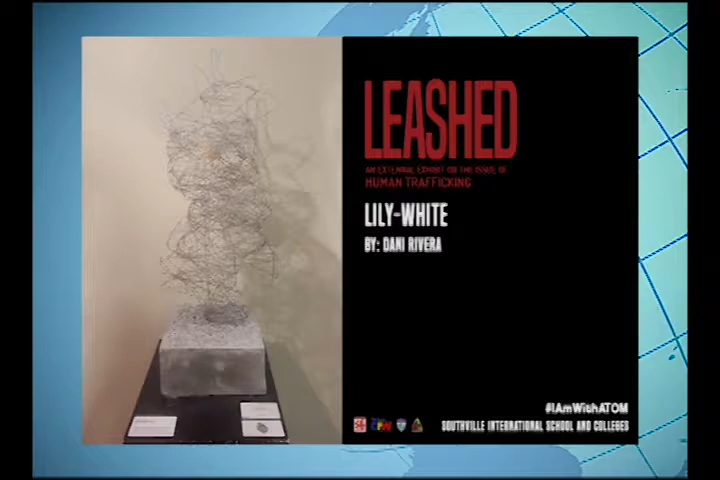 LEASHED
AN EXTERNAL EXHIBIT ON THE ISSUE OF
HUMAN TRAFFICKING
LILY-WHITE
BY: DANI RIVERA
#IAmWithATOM
SOUTHVILLE INTERNATIONAL SCHOOL AND COLLEGES